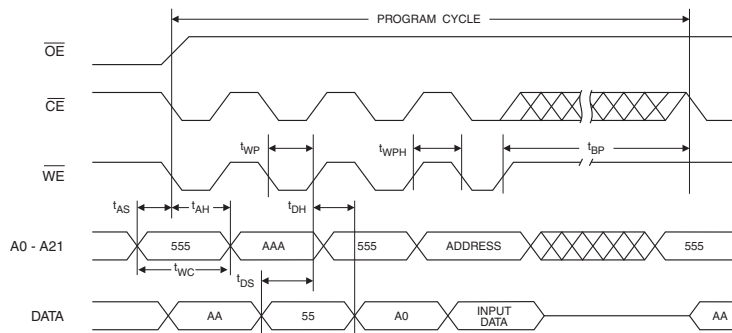 PROGRAM CYCLE
OE
CE
tWP
tWPH
tBP
WE
tAS
tAH
tDH
A0 - A21
555
AAA
555
ADDRESS
555
tWC
tDS
DATA
AA
55
A0
INPUT
DATA
AA